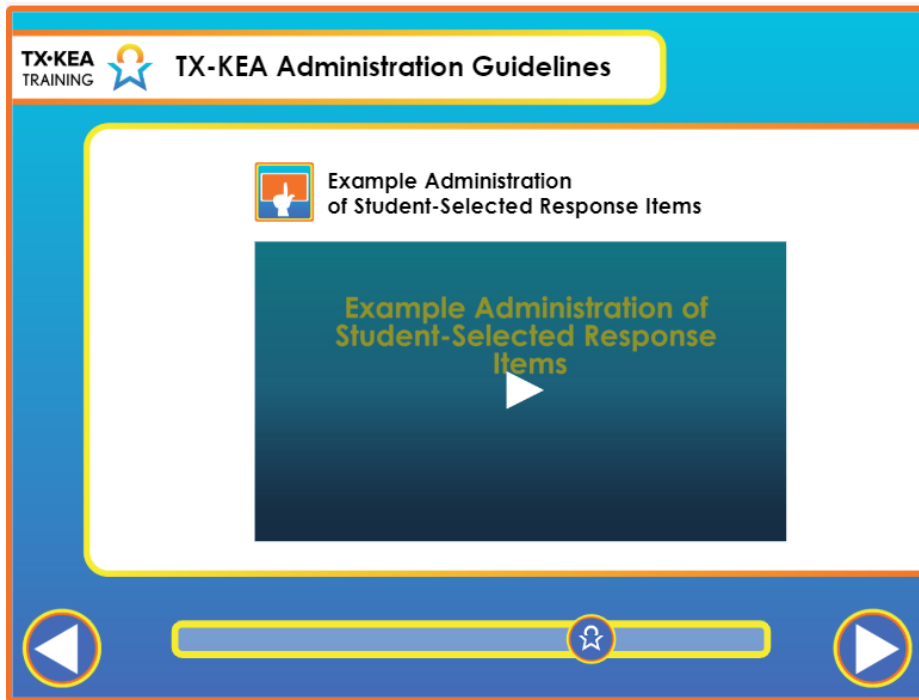 TX•KEA
TRAINING
TX-KEA Administration Guidelines
Example Administration
of Student-Selected Response Items
Example Administration of
Student-Selected Response
Items